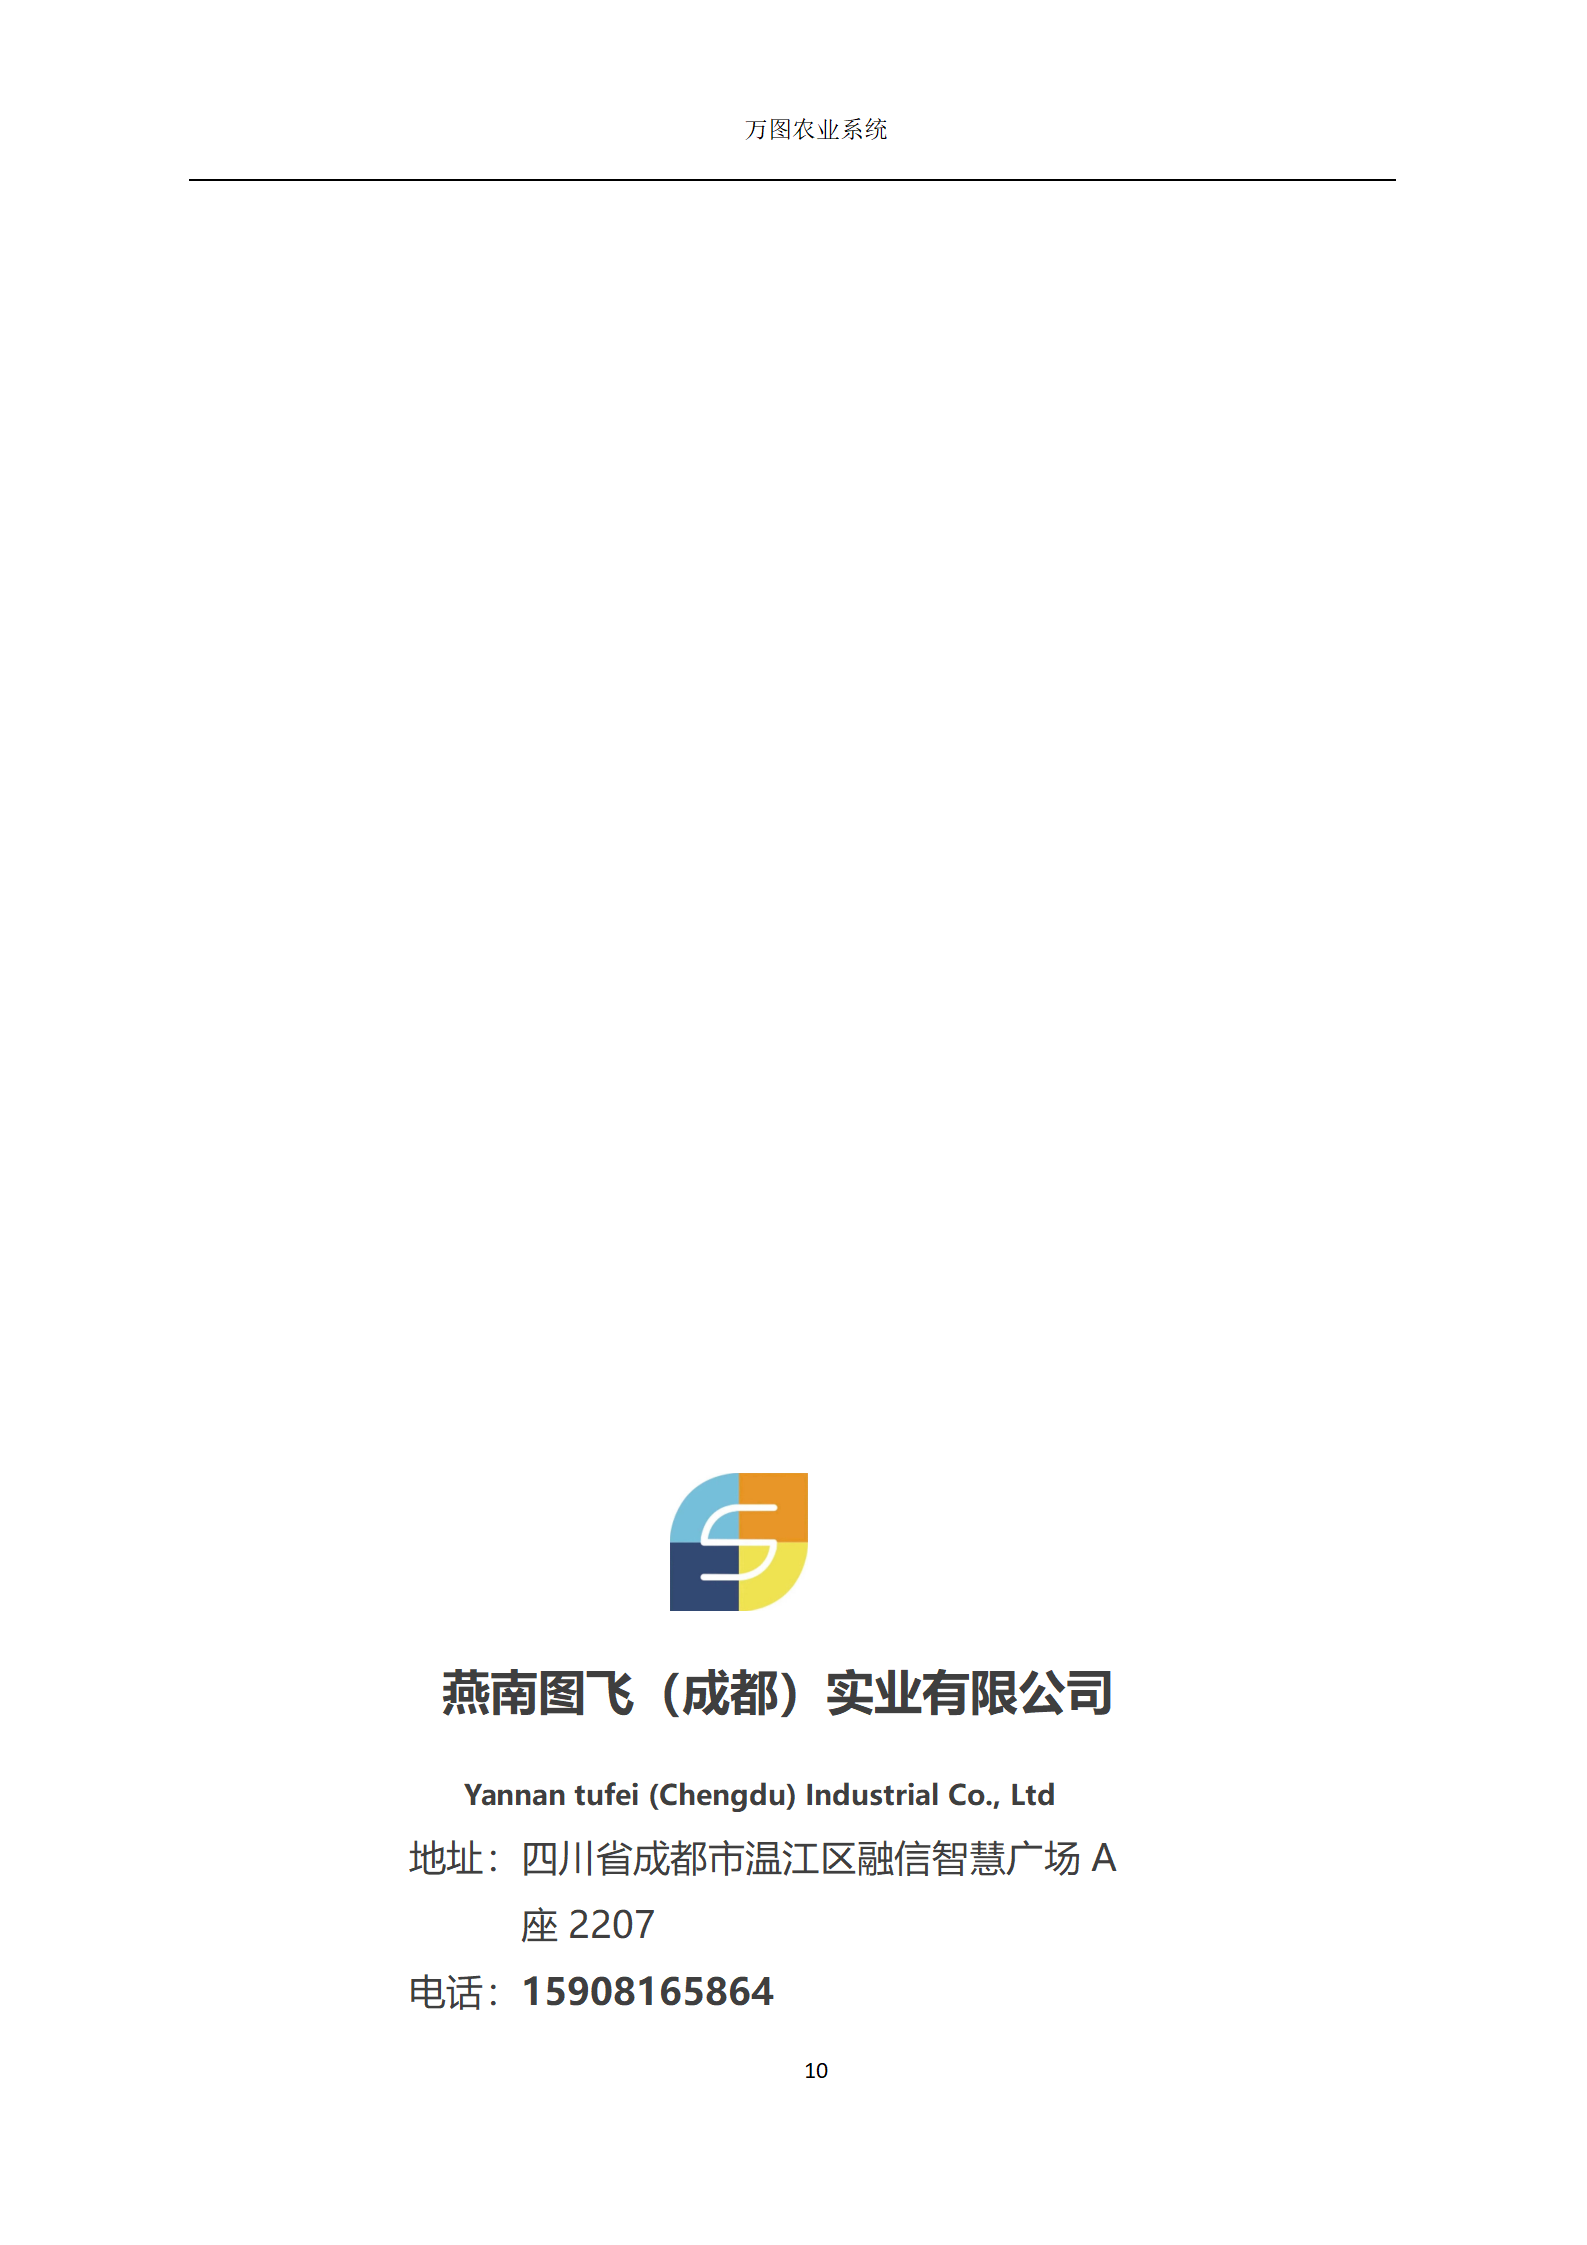 万图农业系统
燕南图飞（成都）实业有限公司
Yannan tufei (Chengdu) Industrial Co., Ltd
地址：四川省成都市温江区融信智慧广场 A
座 2207
电话：15908165864
10